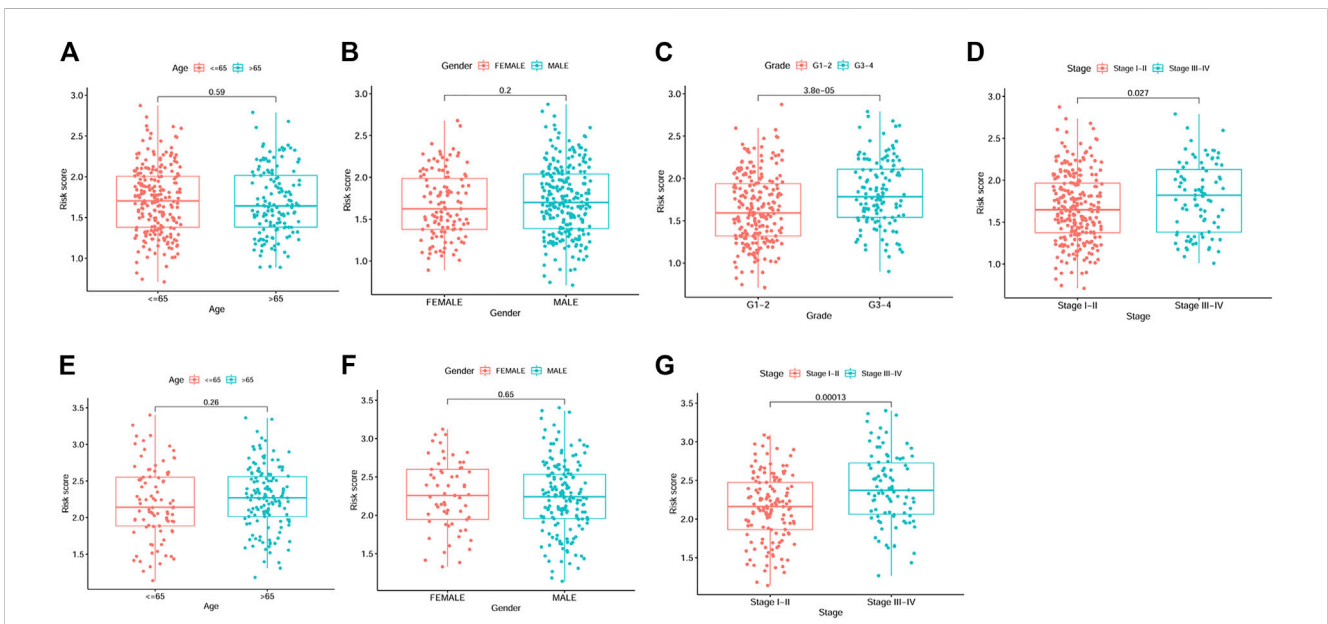 A
Age <=65 >65
0.59
3.0
2.5
2.0
1.5
1.0
Risk score
<=65 >65
Age
B
Gender FEMALE MALE
0.2
3.0
2.5
2.0
1.5
1.0
Risk score
FEMALE MALE
Gender
C
Grade G1-2 G3-4
3.8e-05
3.0
2.5
2.0
1.5
1.0
Risk score
G1-2 G3-4
Grade
D
Stage Stage I-II Stage III-IV
0.027
3.0
2.5
2.0
1.5
1.0
Risk score
Stage I-II Stage III-IV
Stage
E
Age <=65 >65
0.26
3.5
3.0
2.5
2.0
1.5
Risk score
<=65 >65
Age
F
Gender FEMALE MALE
0.65
3.5
3.0
2.5
2.0
1.5
Risk score
FEMALE MALE
Gender
G
Stage Stage I-II Stage III-IV
0.00013
3.5
3.0
2.5
2.0
1.5
Risk score
Stage I-II Stage III-IV
Stage